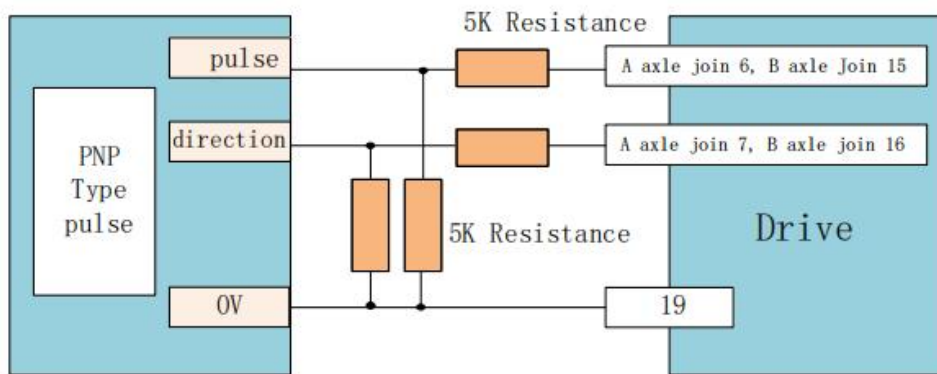 5K Resistance
pulse
A axle join 6, B axle Join 15
direction
A axle join 7, B axle join 16
PNP
Type
pulse
5K Resistance
Drive
0V
19